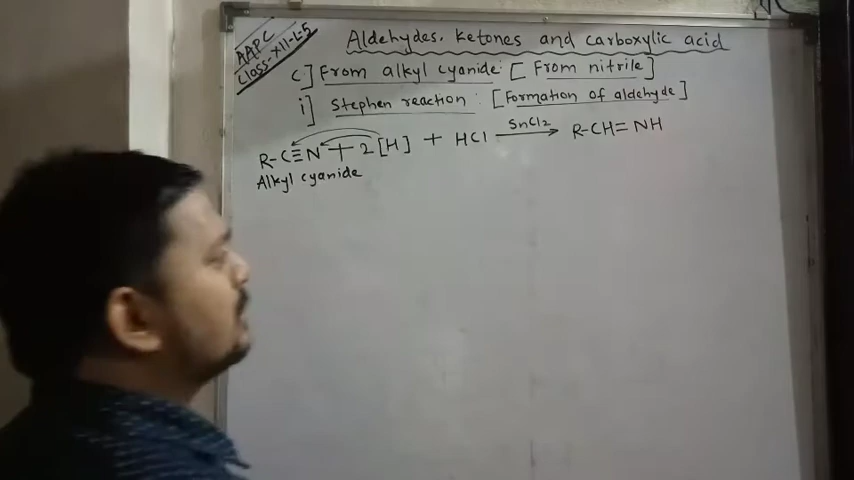 AAPC
Class-XII-L-5
Aldehydes, ketones and carboxylic acid
c] From alkyl cyanide: [From nitrile]
i] Stephen reaction: [Formation of aldehyde]
R-C≡N + 2[H] + HCl —SnCl₂→ R-CH=NH
Alkyl cyanide